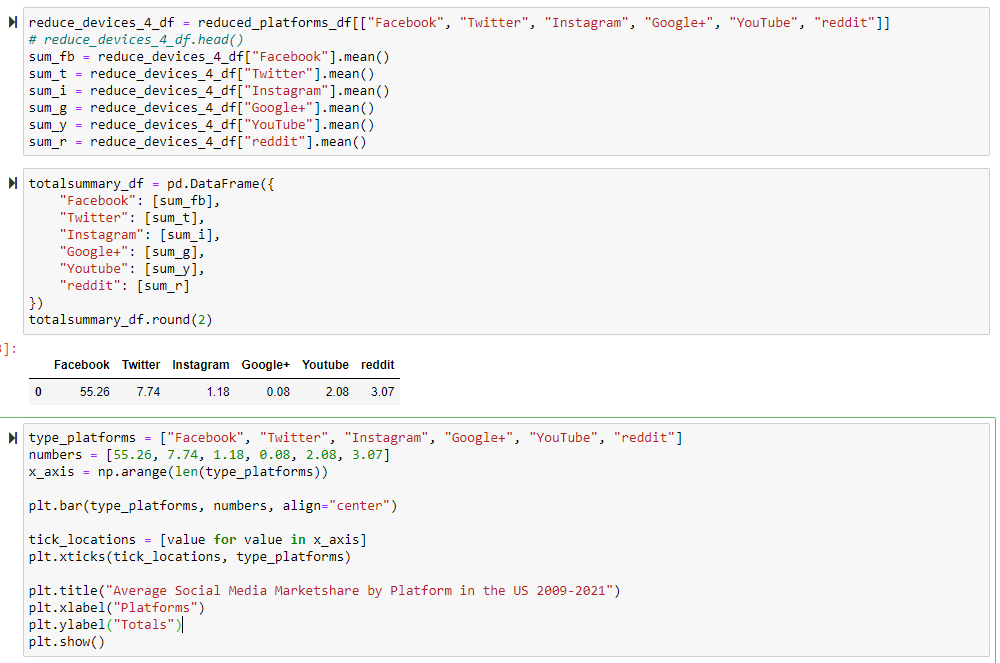 reduce_devices_4_df = reduced_platforms_df[["Facebook", "Twitter", "Instagram", "Google+", "YouTube", "reddit"]]
# reduce_devices_4_df.head()
sum_fb = reduce_devices_4_df["Facebook"].mean()
sum_t = reduce_devices_4_df["Twitter"].mean()
sum_i = reduce_devices_4_df["Instagram"].mean()
sum_g = reduce_devices_4_df["Google+"].mean()
sum_y = reduce_devices_4_df["YouTube"].mean()
sum_r = reduce_devices_4_df["reddit"].mean()
totalsummary_df = pd.DataFrame({
    "Facebook": [sum_fb],
    "Twitter": [sum_t],
    "Instagram": [sum_i],
    "Google+": [sum_g],
    "Youtube": [sum_y],
    "reddit": [sum_r]
})
totalsummary_df.round(2)
]:
Facebook Twitter Instagram Google+ Youtube reddit
0 55.26 7.74 1.18 0.08 2.08 3.07
type_platforms = ["Facebook", "Twitter", "Instagram", "Google+", "YouTube", "reddit"]
numbers = [55.26, 7.74, 1.18, 0.08, 2.08, 3.07]
x_axis = np.arange(len(type_platforms))
plt.bar(type_platforms, numbers, align="center")
tick_locations = [value for value in x_axis]
plt.xticks(tick_locations, type_platforms)
plt.title("Average Social Media Marketshare by Platform in the US 2009-2021")
plt.xlabel("Platforms")
plt.ylabel("Totals")
plt.show()